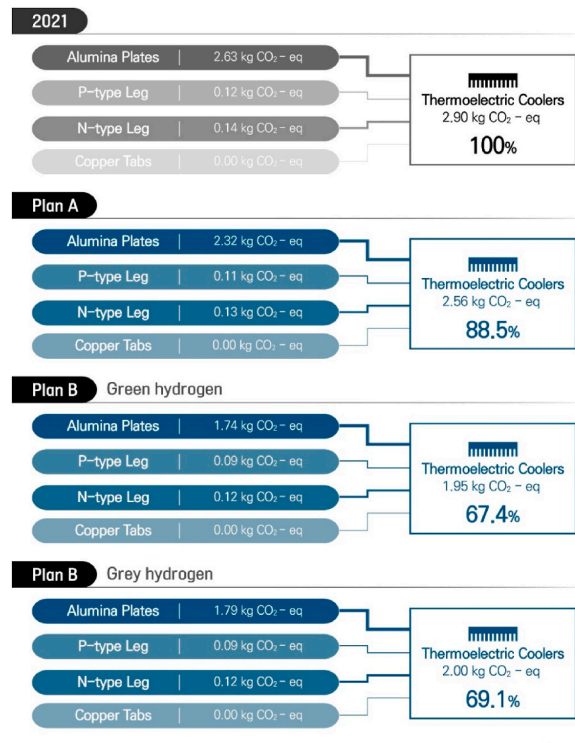 2021
Alumina Plates | 2.63 kg CO₂ – eq
P-type Leg | 0.12 kg CO₂ – eq
N-type Leg | 0.14 kg CO₂ – eq
Copper Tabs | 0.00 kg CO₂ – eq
Thermoelectric Coolers
2.90 kg CO₂ – eq
100%
Plan A
Alumina Plates | 2.32 kg CO₂ – eq
P-type Leg | 0.11 kg CO₂ – eq
N-type Leg | 0.13 kg CO₂ – eq
Copper Tabs | 0.00 kg CO₂ – eq
Thermoelectric Coolers
2.56 kg CO₂ – eq
88.5%
Plan B Green hydrogen
Alumina Plates | 1.74 kg CO₂ – eq
P-type Leg | 0.09 kg CO₂ – eq
N-type Leg | 0.12 kg CO₂ – eq
Copper Tabs | 0.00 kg CO₂ – eq
Thermoelectric Coolers
1.95 kg CO₂ – eq
67.4%
Plan B Grey hydrogen
Alumina Plates | 1.79 kg CO₂ – eq
P-type Leg | 0.09 kg CO₂ – eq
N-type Leg | 0.12 kg CO₂ – eq
Copper Tabs | 0.00 kg CO₂ – eq
Thermoelectric Coolers
2.00 kg CO₂ – eq
69.1%